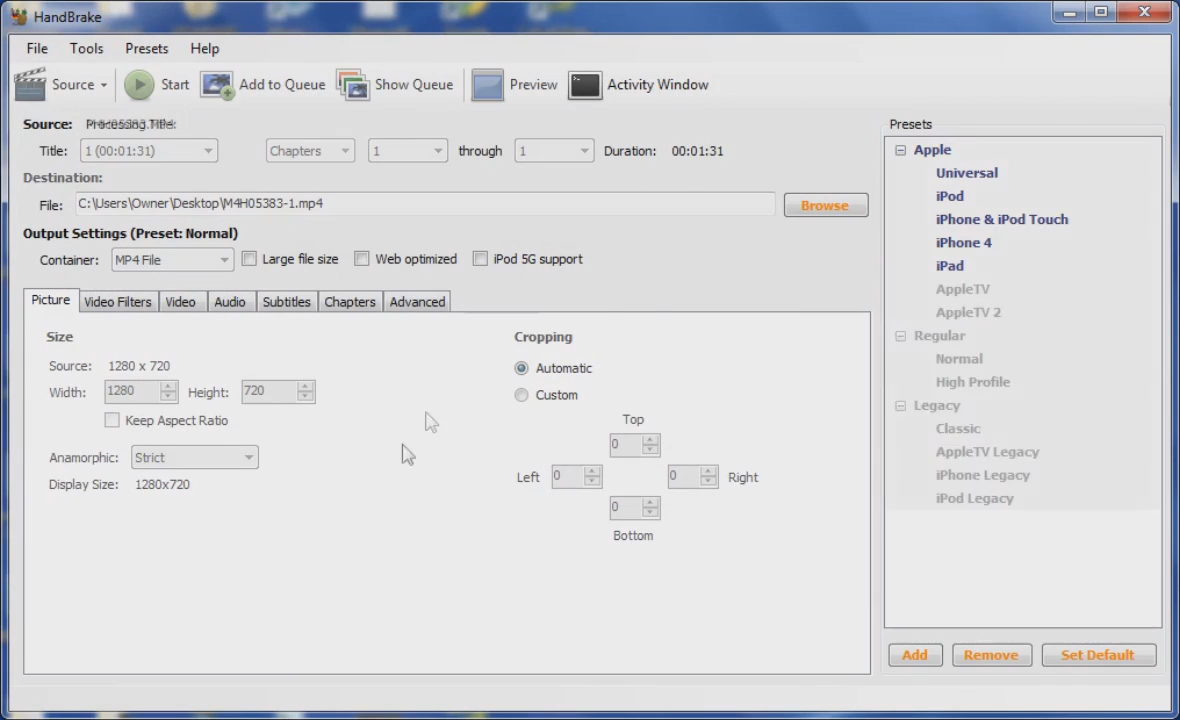 HandBrake
File Tools Presets Help
Source Start Add to Queue Show Queue Preview Activity Window
Source: Processing Title:
Title: 1 (00:01:31) Chapters 1 through 1 Duration: 00:01:31
Destination:
File: C:\Users\Owner\Desktop\M4H05383-1.mp4 Browse
Output Settings (Preset: Normal)
Container: MP4 File Large file size Web optimized iPod 5G support
Picture Video Filters Video Audio Subtitles Chapters Advanced
Size
Source: 1280 x 720
Width: 1280 Height: 720
Keep Aspect Ratio
Anamorphic: Strict
Display Size: 1280x720
Cropping
Automatic
Custom
Top
0
Left 0 0 Right
0
Bottom
Presets
Apple
Universal
iPod
iPhone & iPod Touch
iPhone 4
iPad
AppleTV
AppleTV 2
Regular
Normal
High Profile
Legacy
Classic
AppleTV Legacy
iPhone Legacy
iPod Legacy
Add Remove Set Default